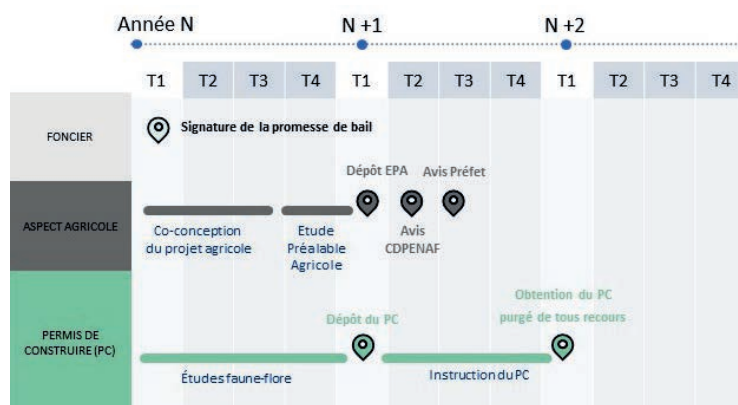 Année N N +1 N +2
T1 T2 T3 T4 T1 T2 T3 T4 T1 T2 T3 T4
FONCIER
Signature de la promesse de bail
ASPECT AGRICOLE
Dépôt EPA Avis Préfet
Co-conception
du projet agricole
Etude
Préalable
Agricole
Avis
CDPENAF
PERMIS DE
CONSTRUIRE (PC)
Dépôt du PC
Obtention du PC
purgé de tous recours
Études faune-flore
Instruction du PC